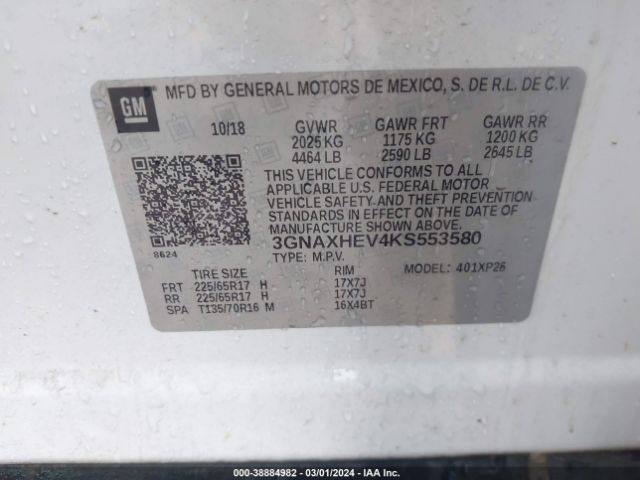 GM
MFD BY GENERAL MOTORS DE MEXICO, S. DE R.L. DE C.V.
10/18 GVWR GAWR FRT GAWR RR
2025 KG 1175 KG 1200 KG
4464 LB 2590 LB 2645 LB
THIS VEHICLE CONFORMS TO ALL
APPLICABLE U.S. FEDERAL MOTOR
VEHICLE SAFETY AND THEFT PREVENTION
STANDARDS IN EFFECT ON THE DATE OF
MANUFACTURE SHOWN ABOVE.
3GNAXHEV4KS553580
8624
TYPE: M.P.V. MODEL: 401XP26
TIRE SIZE RIM
FRT 225/65R17 H 17X7J
RR 225/65R17 H 17X7J
SPA T135/70R16 M 16X4BT
000-38884982 - 03/01/2024 - IAA Inc.